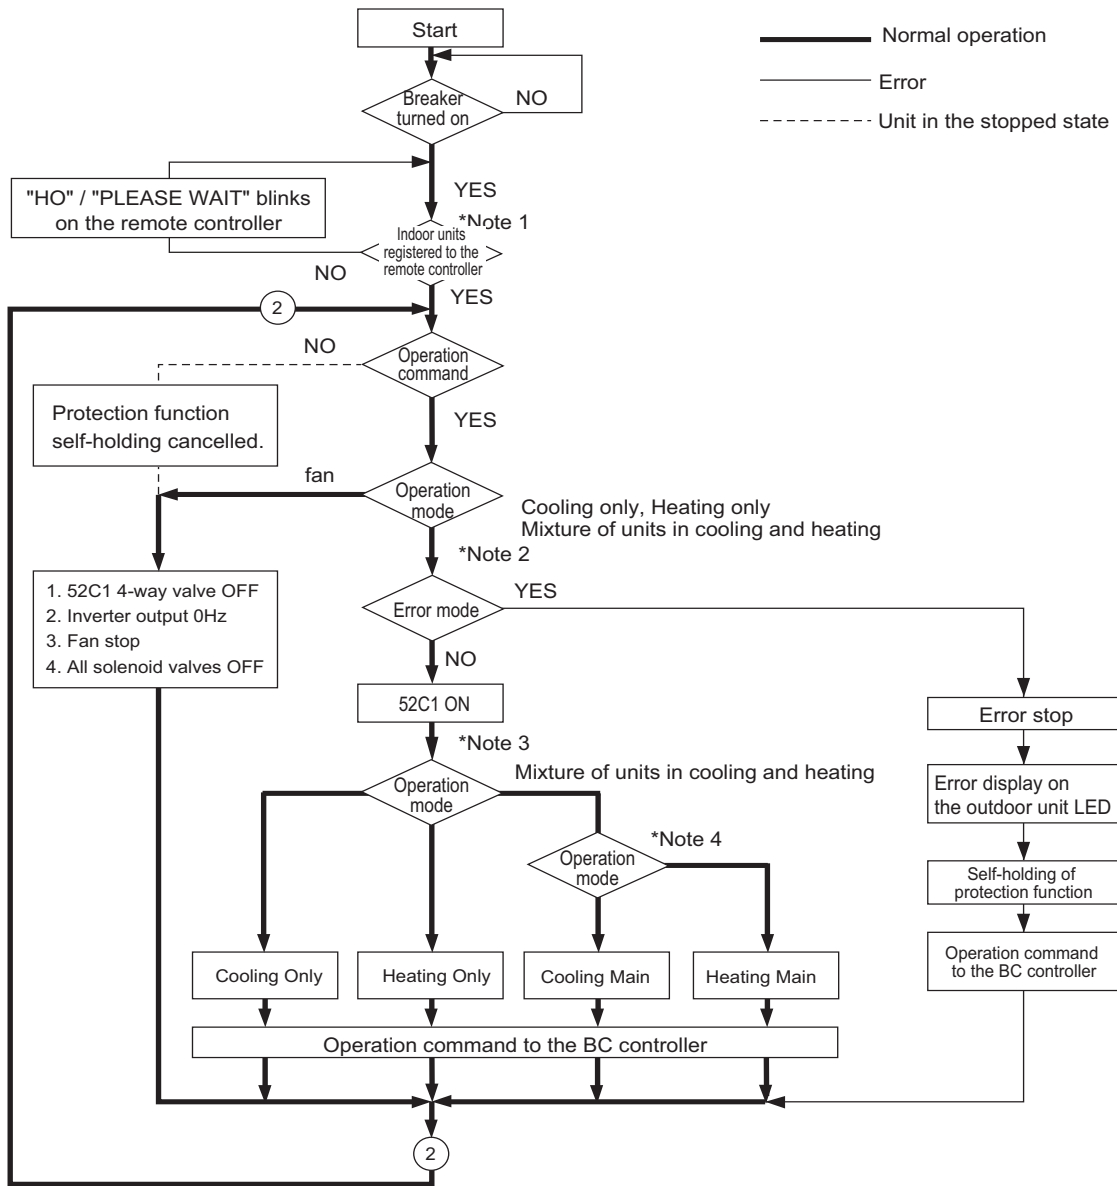 Start
Normal operation
Error
Unit in the stopped state
Breaker
turned on
NO
YES
"HO" / "PLEASE WAIT" blinks
on the remote controller
*Note 1
Indoor units
registered to the
remote controller
NO
YES
2
NO
Operation
command
Protection function
self-holding cancelled.
YES
fan
Operation
mode
Cooling only, Heating only
Mixture of units in cooling and heating
*Note 2
1. 52C1 4-way valve OFF
2. Inverter output 0Hz
3. Fan stop
4. All solenoid valves OFF
Error mode
YES
NO
52C1 ON
*Note 3
Operation
mode
Mixture of units in cooling and heating
*Note 4
Operation
mode
Error stop
Error display on
the outdoor unit LED
Self-holding of
protection function
Operation command
to the BC controller
Cooling Only
Heating Only
Cooling Main
Heating Main
Operation command to the BC controller
2